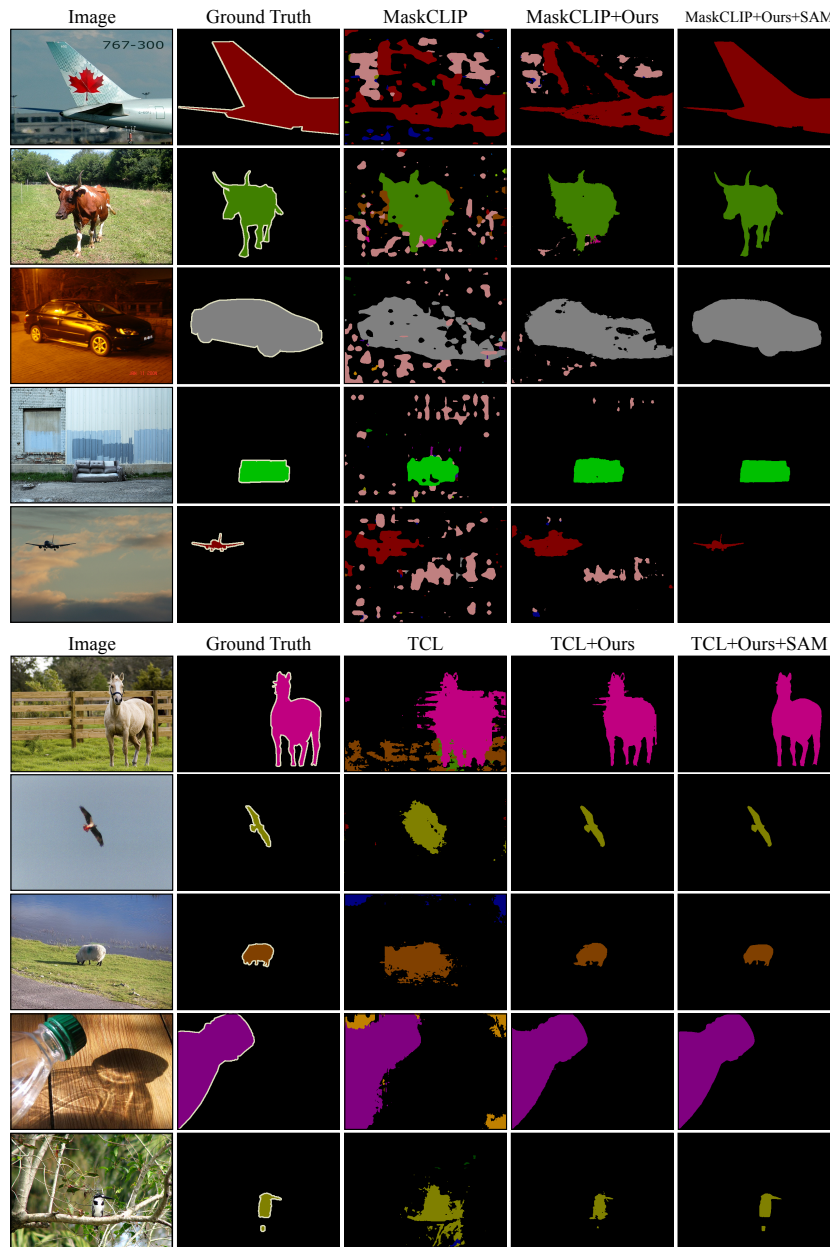 Image Ground Truth MaskCLIP MaskCLIP+Ours MaskCLIP+Ours+SAM
767-300
Image Ground Truth TCL TCL+Ours TCL+Ours+SAM